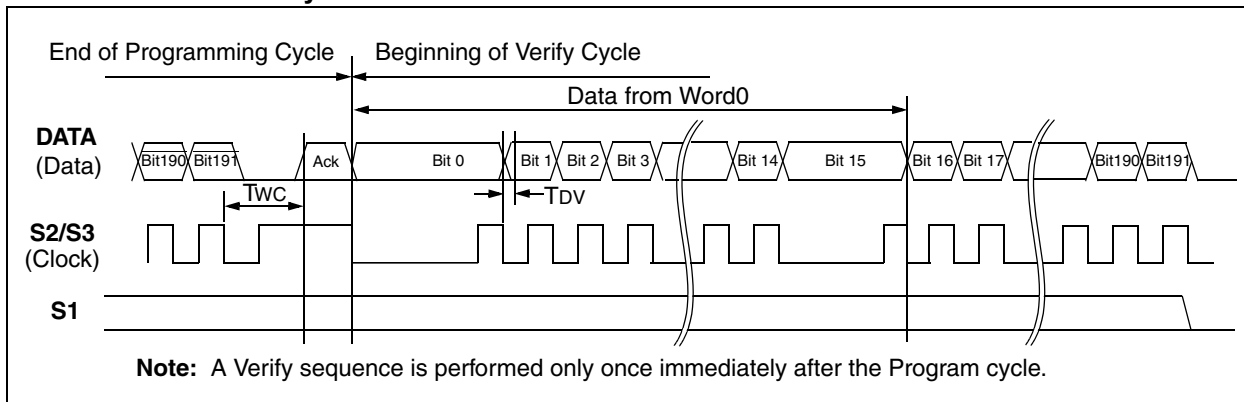 End of Programming Cycle Beginning of Verify Cycle
Data from Word0
DATA
(Data)
Bit190 Bit191 Ack Bit 0 Bit 1 Bit 2 Bit 3 Bit 14 Bit 15 Bit 16 Bit 17 Bit190 Bit191
TWC
TDV
S2/S3
(Clock)
S1
Note: A Verify sequence is performed only once immediately after the Program cycle.